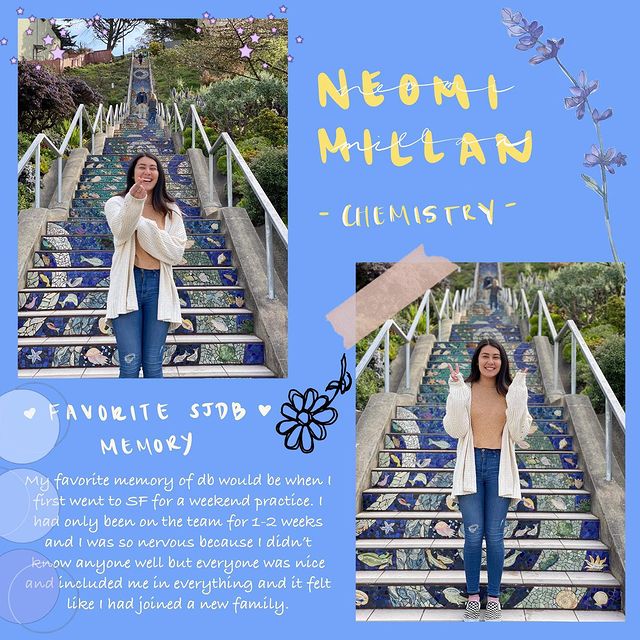 NEOMI
neomi
MILLAN
millan
- CHEMISTRY -
♥ FAVORITE SJDB ♥
MEMORY
My favorite memory of db would be when I
first went to SF for a weekend practice. I
had only been on the team for 1-2 weeks
and I was so nervous because I didn't
know anyone well but everyone was nice
and included me in everything and it felt
like I had joined a new family.